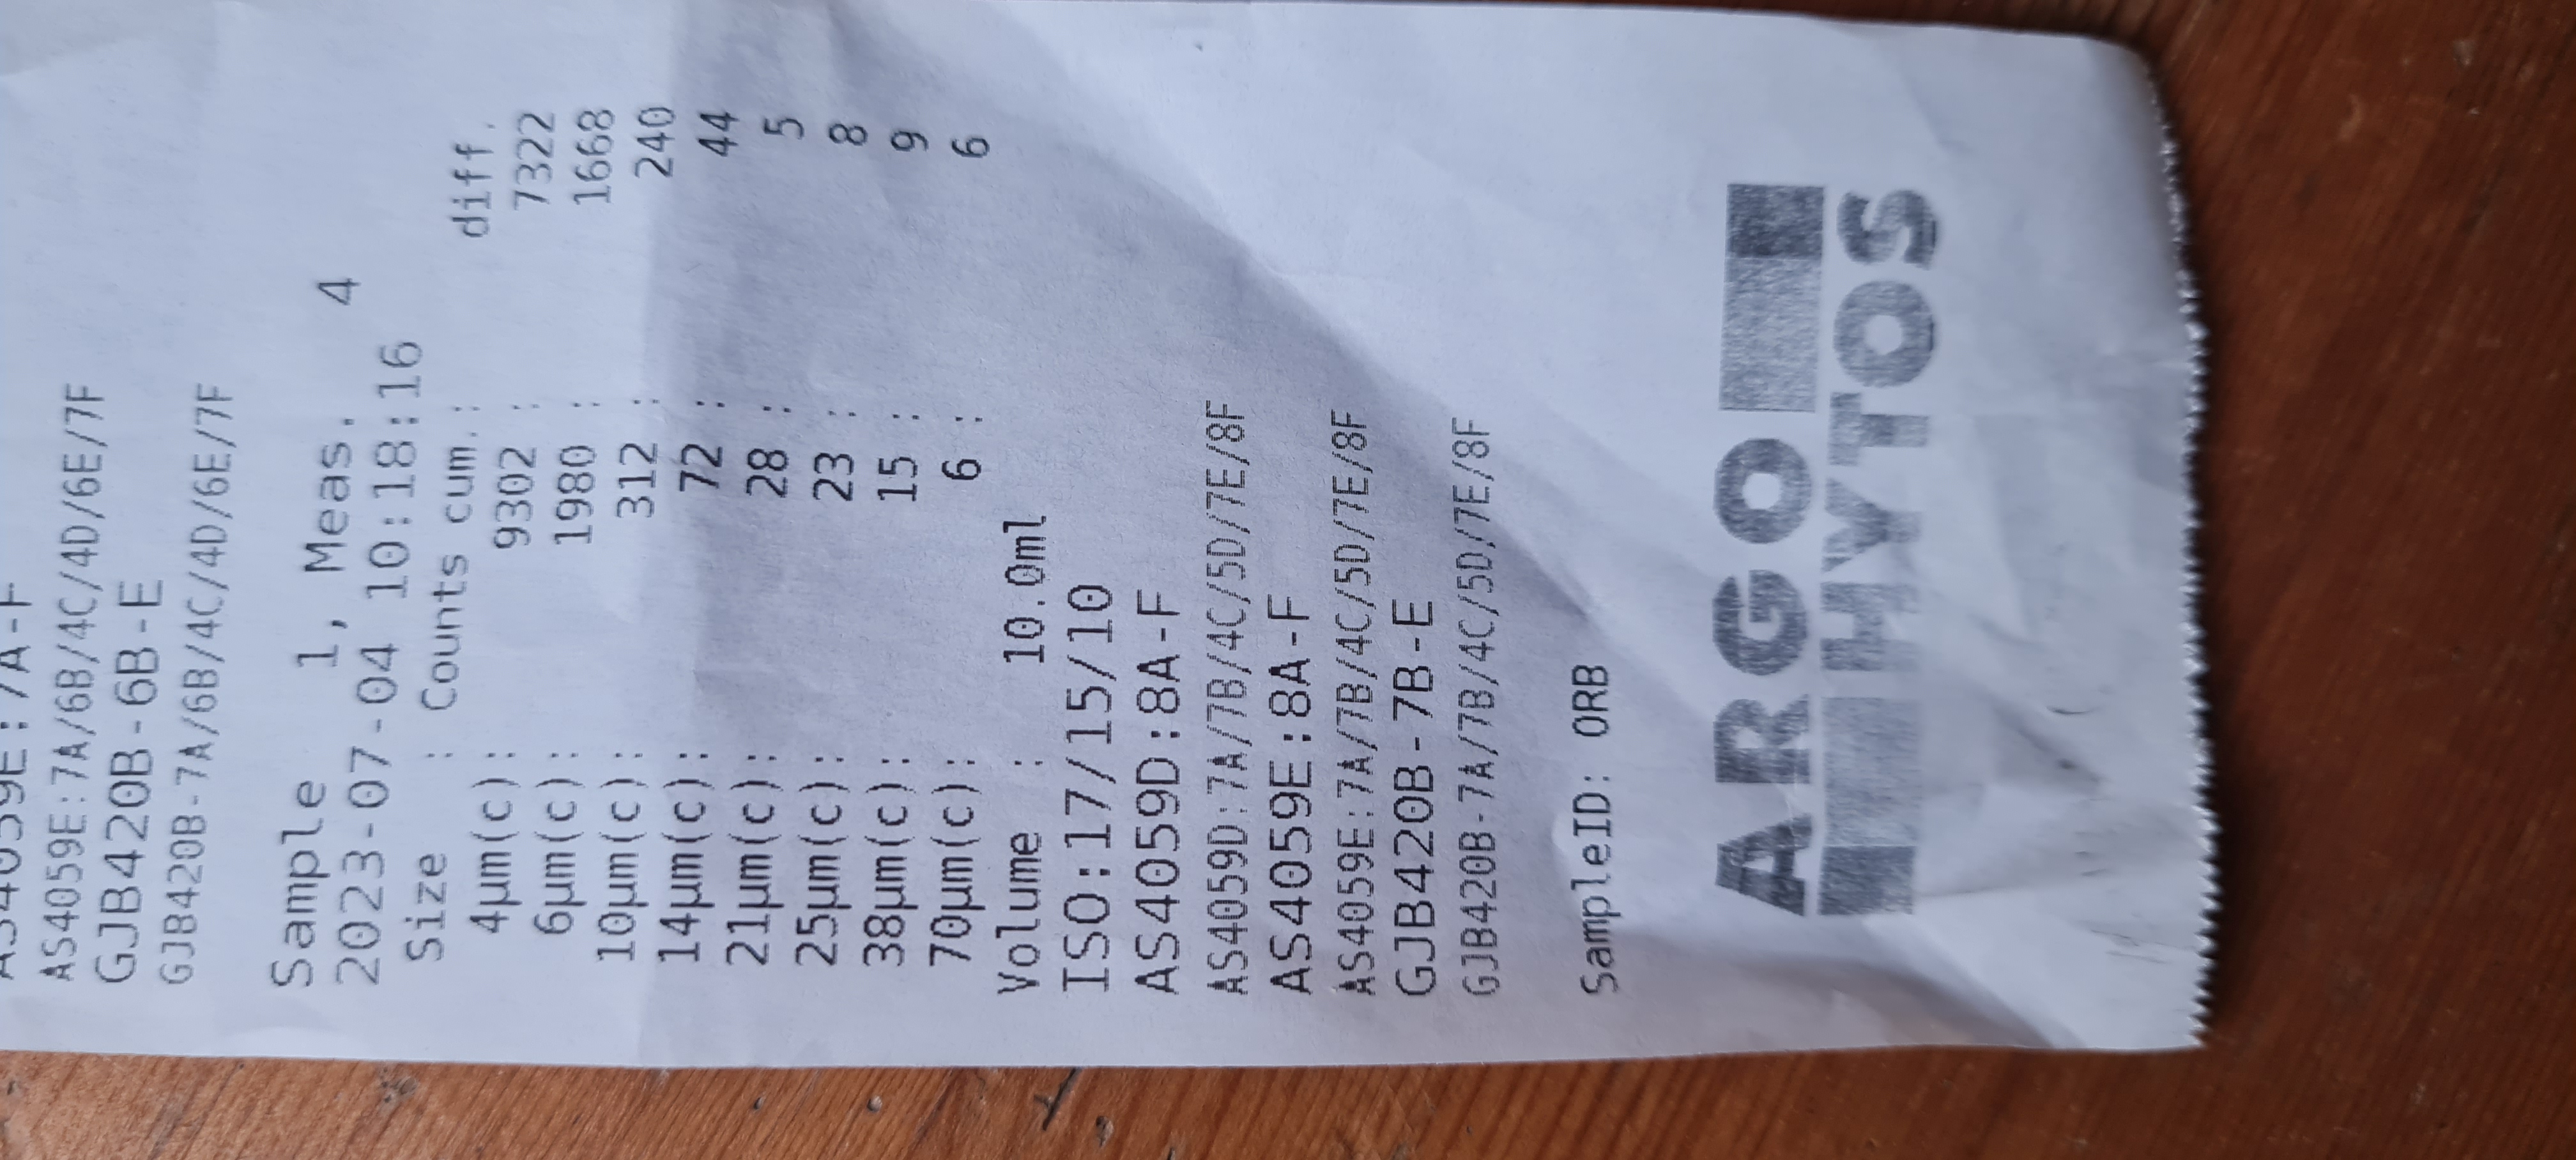 AS4059E:7A-F
AS4059E:7A/6B/4C/4D/6E/7F
GJB420B-6B-E
GJB420B-7A/6B/4C/4D/6E/7F
Sample 1, Meas. 4
2023-07-04 10:18:16
Size : Counts cum.: diff.
4µm(c): 9302 : 7322
6µm(c): 1980 : 1668
10µm(c): 312 : 240
14µm(c): 72 : 44
21µm(c): 28 : 5
25µm(c): 23 : 8
38µm(c): 15 : 9
70µm(c): 6 : 6
Volume : 10.0ml
ISO:17/15/10
AS4059D:8A-F
AS4059D:7A/7B/4C/5D/7E/8F
AS4059E:8A-F
AS4059E:7A/7B/4C/5D/7E/8F
GJB420B-7B-E
GJB420B-7A/7B/4C/5D/7E/8F
SampleID: ORB
ARGO
HYTOS